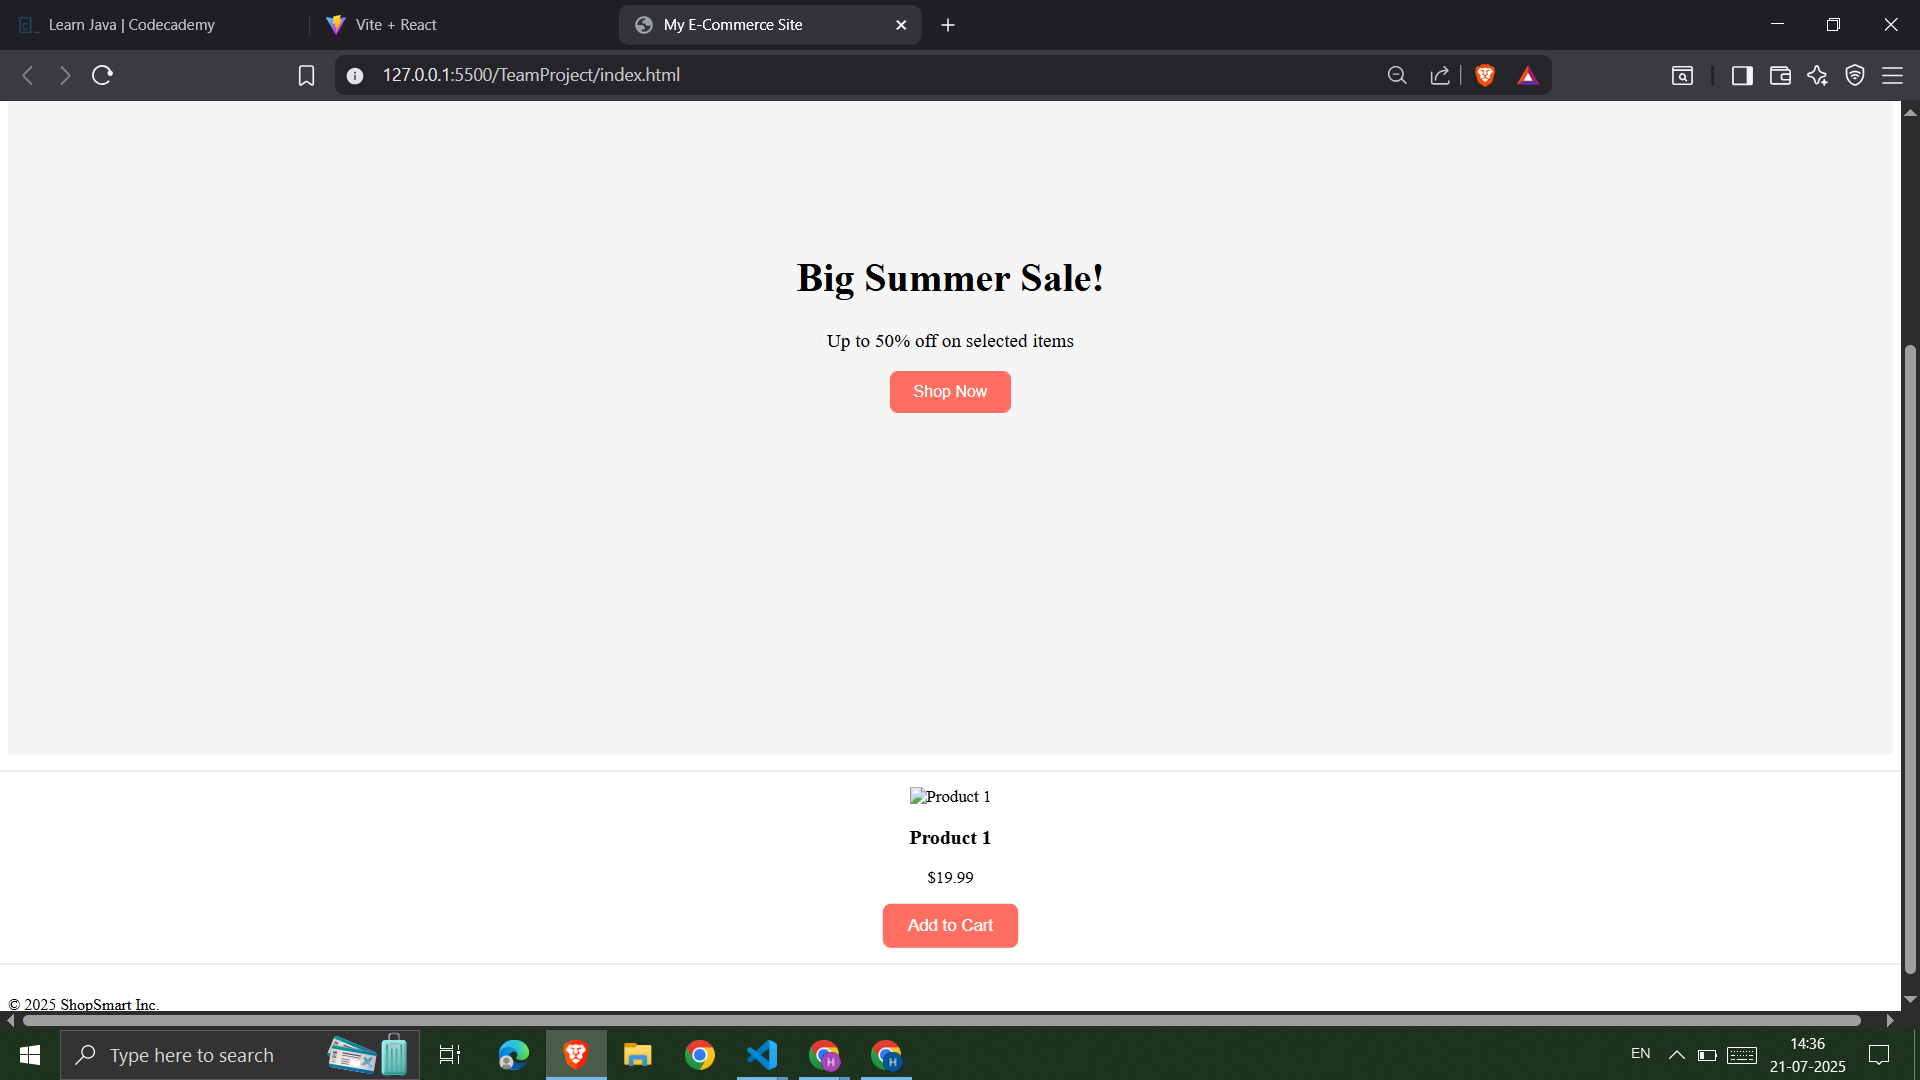 Learn Java | Codecademy
Vite + React
My E-Commerce Site
127.0.0.1:5500/TeamProject/index.html
Big Summer Sale!
Up to 50% off on selected items
Shop Now
Product 1
Product 1
$19.99
Add to Cart
© 2025 ShopSmart Inc.
Type here to search
H
H
EN
14:36
21-07-2025